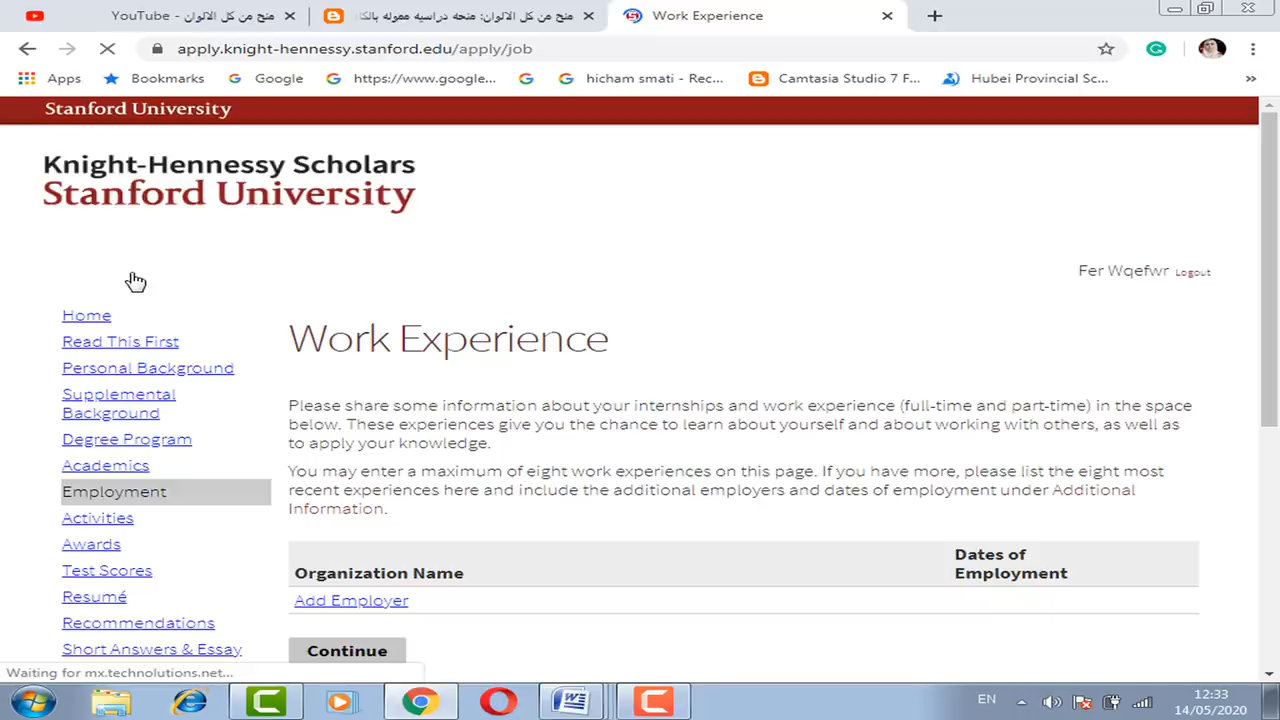 YouTube - منح من كل الالوان
منح من كل الالوان: منحه دراسيه مموله بالكا
Work Experience
apply.knight-hennessy.stanford.edu/apply/job
Apps
Bookmarks
Google
https://www.google...
hicham smati - Rec...
Camtasia Studio 7 F...
Hubei Provincial Sc...
»
Stanford University
Knight-Hennessy Scholars
Stanford University
Fer Wqefwr Logout
Home
Read This First
Personal Background
Supplemental
Background
Degree Program
Academics
Employment
Activities
Awards
Test Scores
Resumé
Recommendations
Short Answers & Essay
Work Experience
Please share some information about your internships and work experience (full-time and part-time) in the space
below. These experiences give you the chance to learn about yourself and about working with others, as well as
to apply your knowledge.
You may enter a maximum of eight work experiences on this page. If you have more, please list the eight most
recent experiences here and include the additional employers and dates of employment under Additional
Information.
Organization Name
Dates of
Employment
Add Employer
Continue
Waiting for mx.technolutions.net...
EN
12:33
14/05/2020